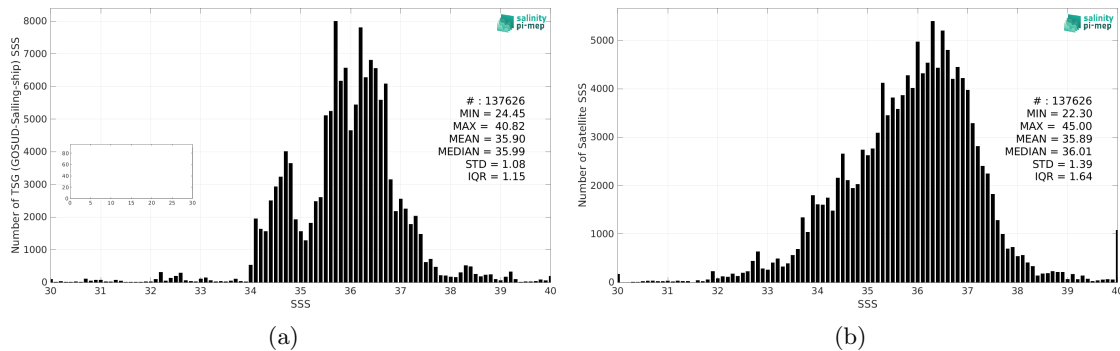 8000
7000
6000
5000
4000
3000
2000
1000
0
Number of TSG (GOSUD-Sailing-ship) SSS
salinity
pi-mep
# : 137626
MIN = 24.45
MAX = 40.82
MEAN = 35.90
MEDIAN = 35.99
STD = 1.08
IQR = 1.15
80
60
40
20
0
0 5 10 15 20 25 30
30 31 32 33 34 35 36 37 38 39 40
SSS
(a)
5000
4000
3000
2000
1000
0
Number of Satellite SSS
salinity
pi-mep
# : 137626
MIN = 22.30
MAX = 45.00
MEAN = 35.89
MEDIAN = 36.01
STD = 1.39
IQR = 1.64
30 31 32 33 34 35 36 37 38 39 40
SSS
(b)